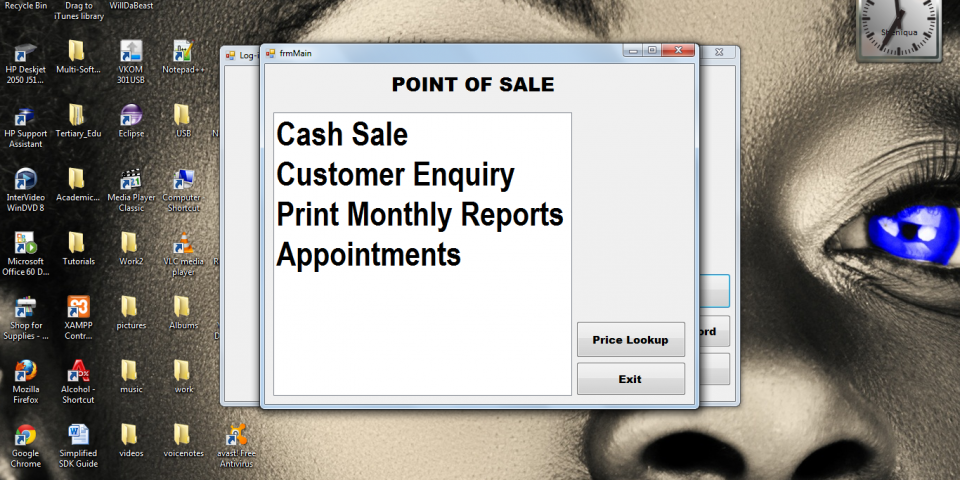 Recycle Bin
Drag to
iTunes library
WillDaBeast
HP Deskjet
2050 J51...
Multi-Soft...
VKOM
301USB
Notepad++
HP Support
Assistant
Tertiary_Edu
Eclipse
USB
InterVideo
WinDVD 8
Academic...
Media Player
Classic
Computer
Shortcut
Microsoft
Office 60 D...
Tutorials
Work2
VLC media
player
Shop for
Supplies - ...
XAMPP
Contr...
pictures
Albums
Mozilla
Firefox
Alcohol -
Shortcut
music
work
Google
Chrome
Simplified
SDK Guide
videos
voicenotes
avast! Free
Antivirus
Log-i
frmMain
POINT OF SALE
Cash Sale
Customer Enquiry
Print Monthly Reports
Appointments
Price Lookup
Exit
ord
Sheniqua